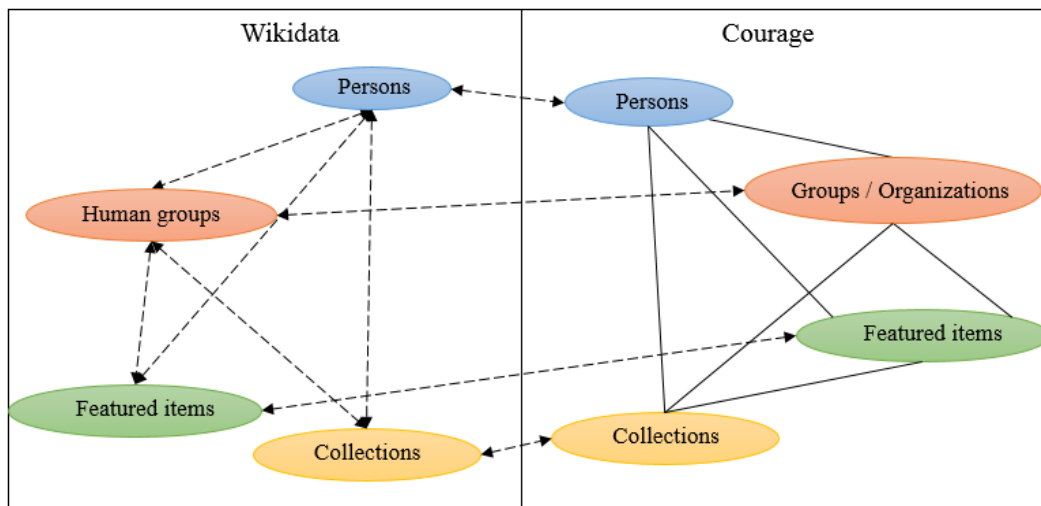 Wikidata
Courage
Persons
Persons
Human groups
Groups / Organizations
Featured items
Featured items
Collections
Collections